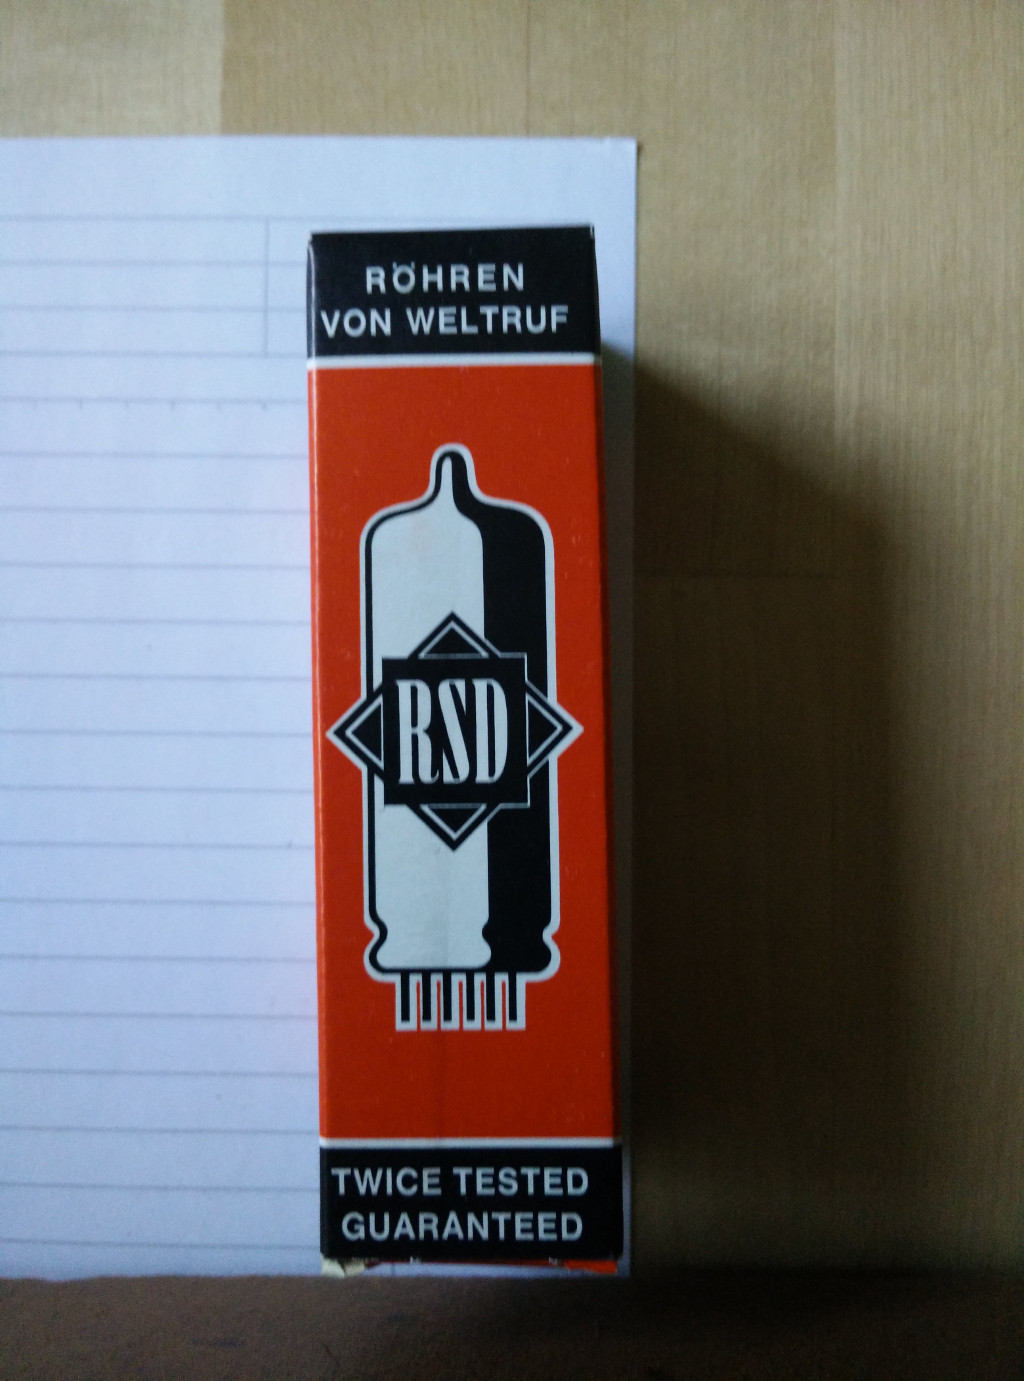 RÖHREN
VON WELTRUF
RSD
TWICE TESTED
GUARANTEED